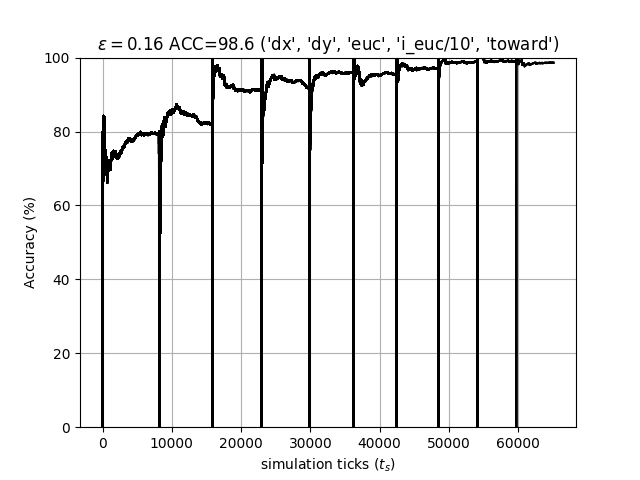 ε = 0.16 ACC=98.6 ('dx', 'dy', 'euc', 'i_euc/10', 'toward')
100
80
60
40
20
0
Accuracy (%)
0 10000 20000 30000 40000 50000 60000
simulation ticks (tₛ)